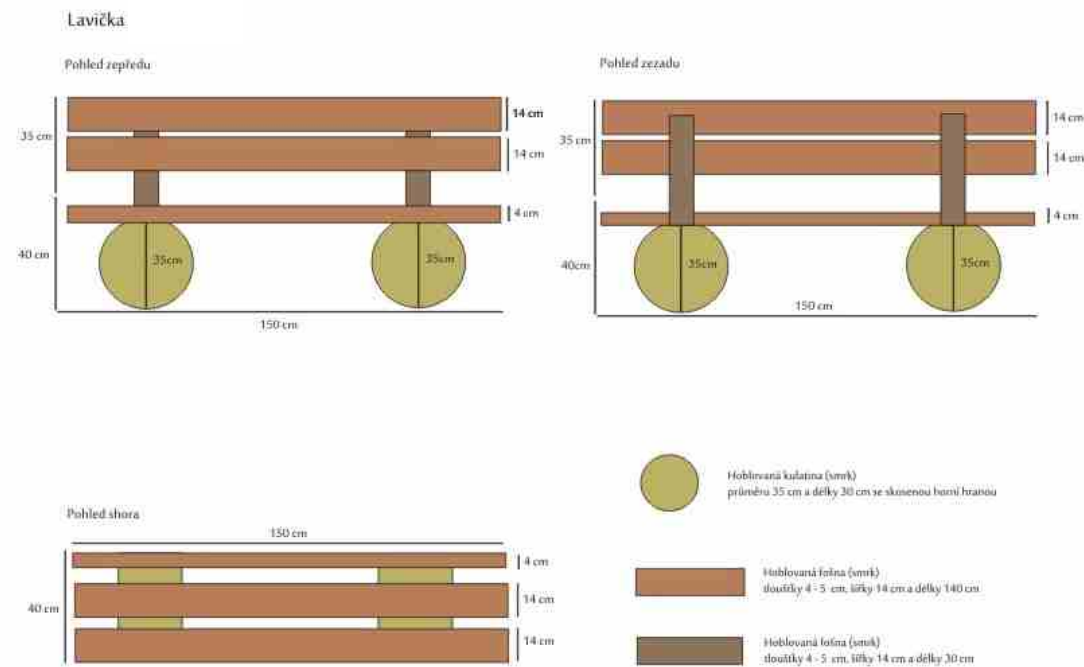 Lavička
Pohled zepředu
14 cm
35 cm
14 cm
4 cm
40 cm
35cm
35cm
150 cm
Pohled zezadu
14 cm
35 cm
14 cm
4 cm
40cm
35cm
35cm
150 cm
Pohled shora
150 cm
4 cm
40 cm
14 cm
14 cm
Hoblovaná kulatina (smrk)
průměru 35 cm a délky 30 cm se skosenou horní hranou
Hoblovaná fošna (smrk)
tloušťky 4 - 5 cm, šířky 14 cm a délky 140 cm
Hoblovaná fošna (smrk)
tloušťky 4 - 5 cm, šířky 14 cm a délky 30 cm